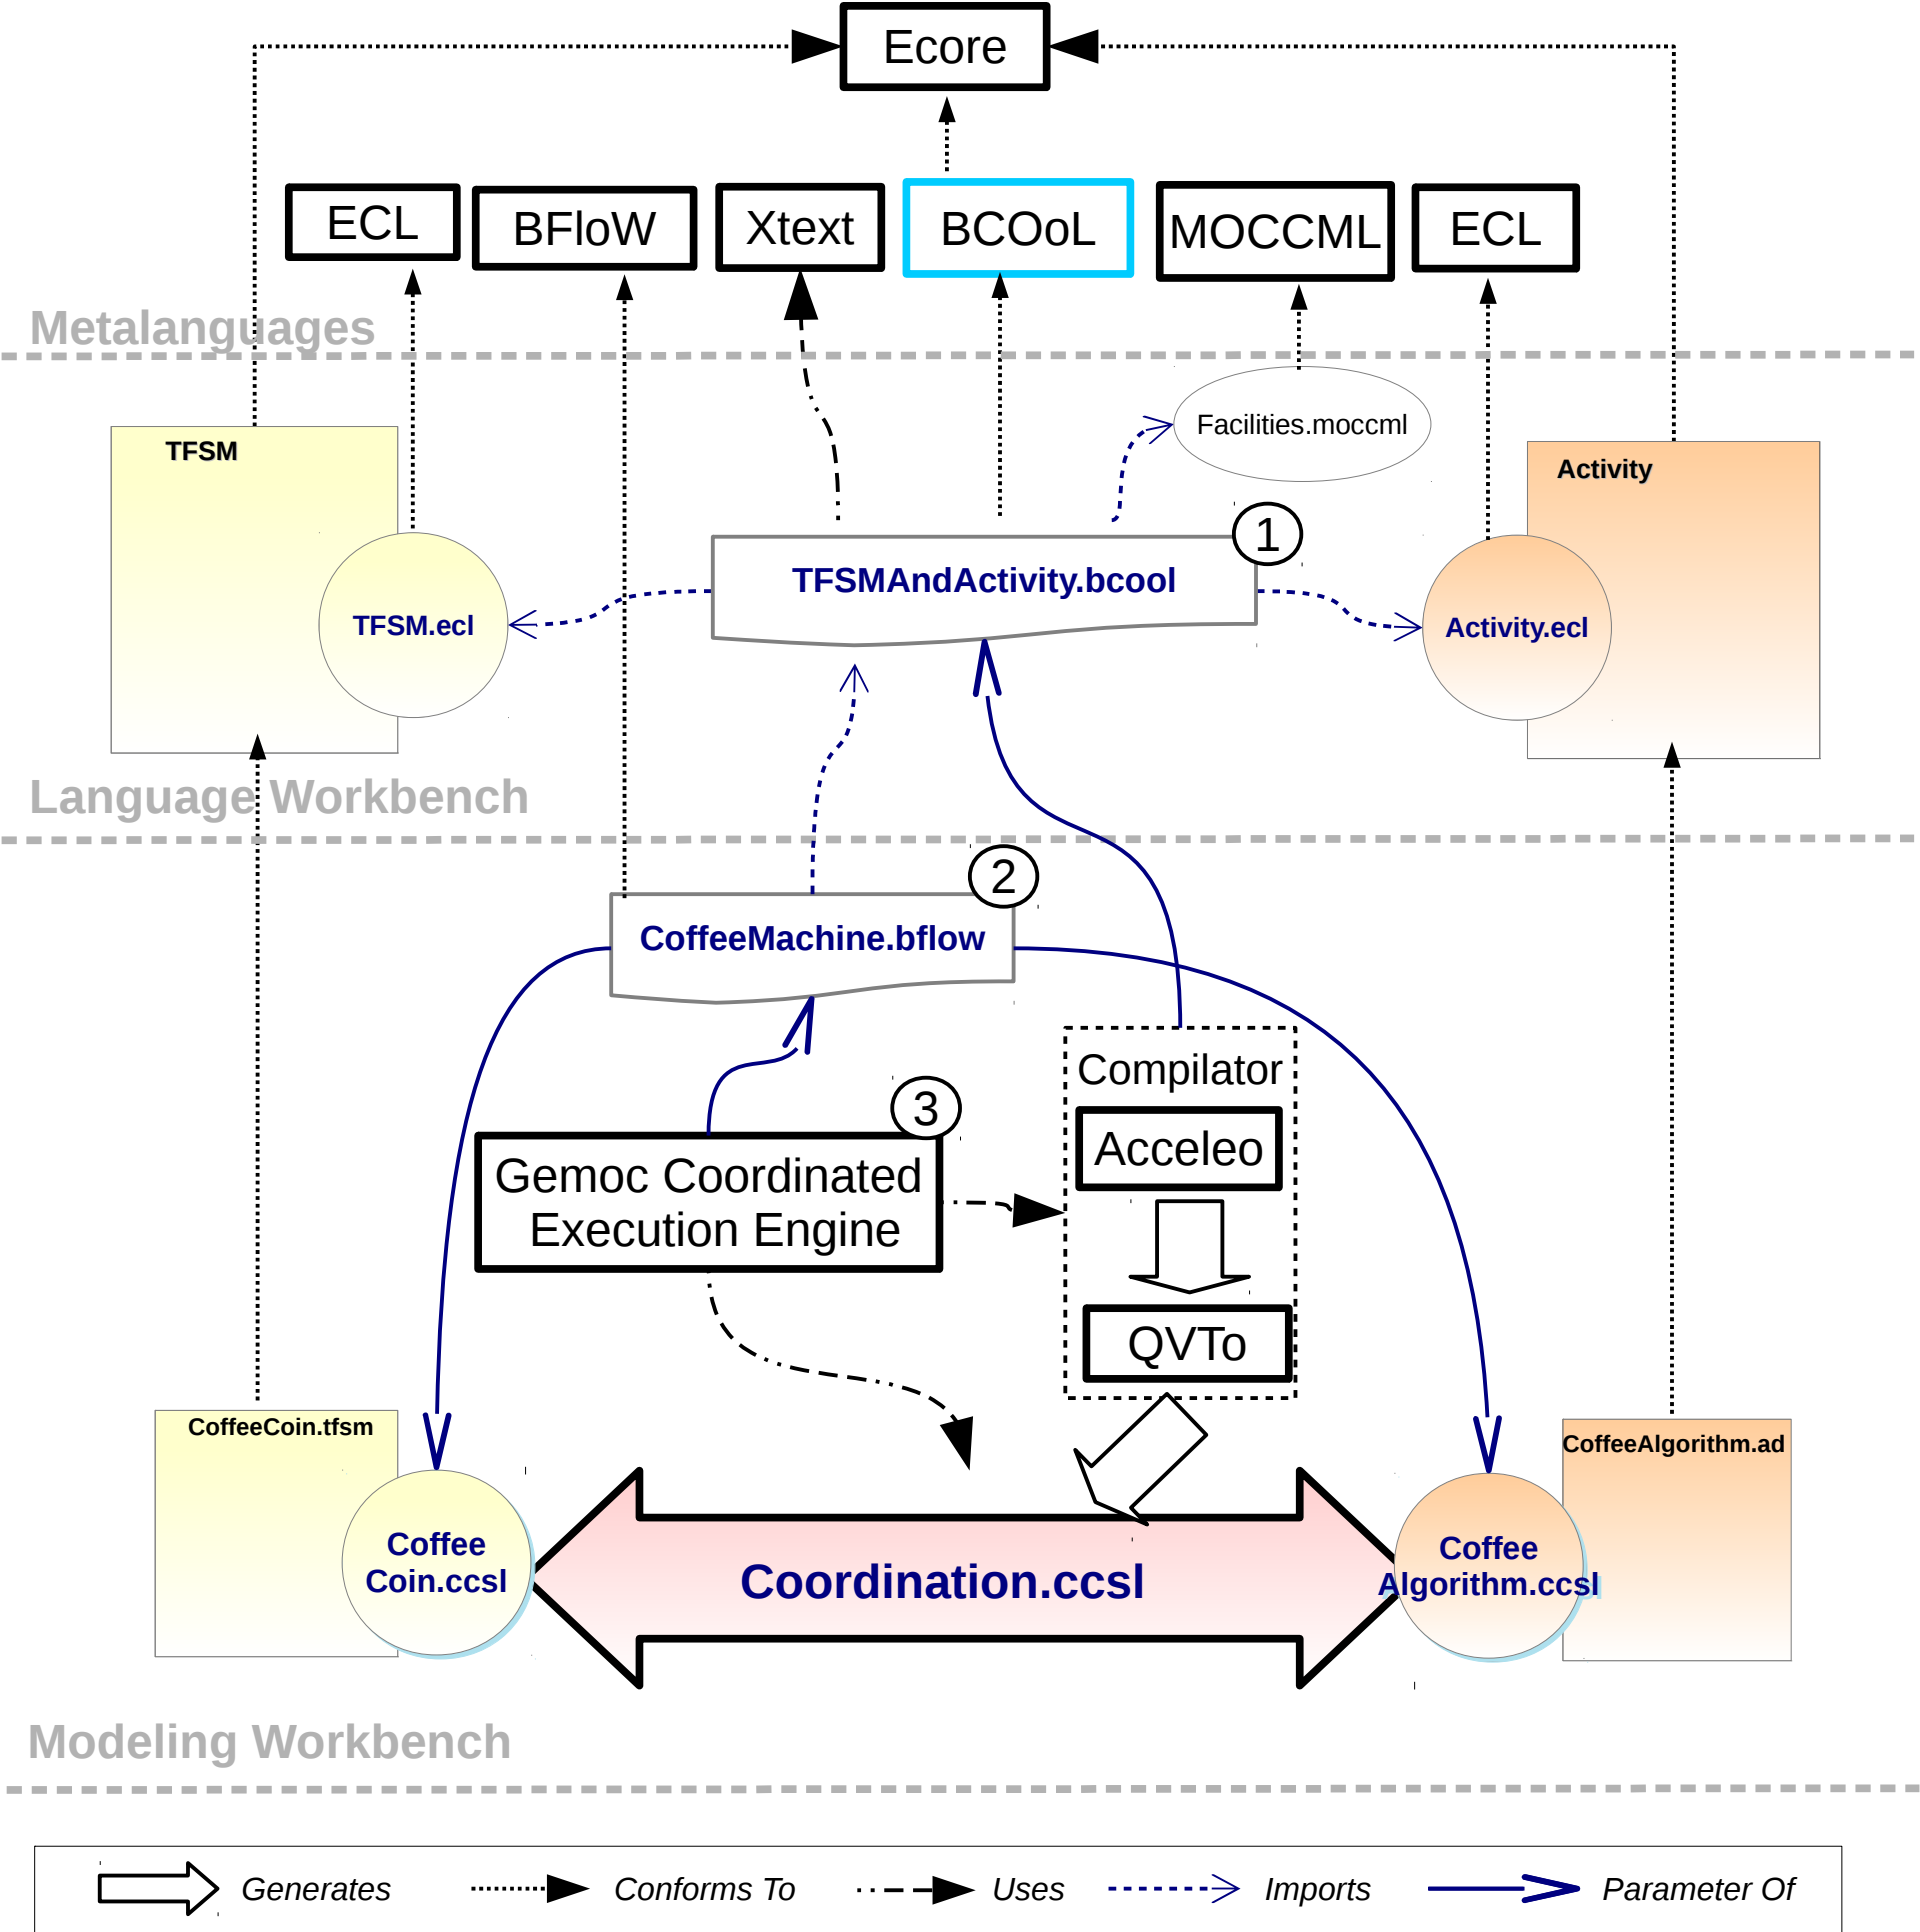 Ecore
ECL
BFloW
Xtext
BCOoL
MOCCML
ECL
Metalanguages
Facilities.moccml
TFSM
Activity
1
TFSMAndActivity.bcool
TFSM.ecl
Activity.ecl
Language Workbench
2
CoffeeMachine.bflow
Compilator
3
Acceleo
Gemoc Coordinated
Execution Engine
QVTo
CoffeeCoin.tfsm
CoffeeAlgorithm.ad
Coffee
Coin.ccsl
Coordination.ccsl
Coffee
Algorithm.ccsl
Modeling Workbench
Generates
Conforms To
Uses
Imports
Parameter Of